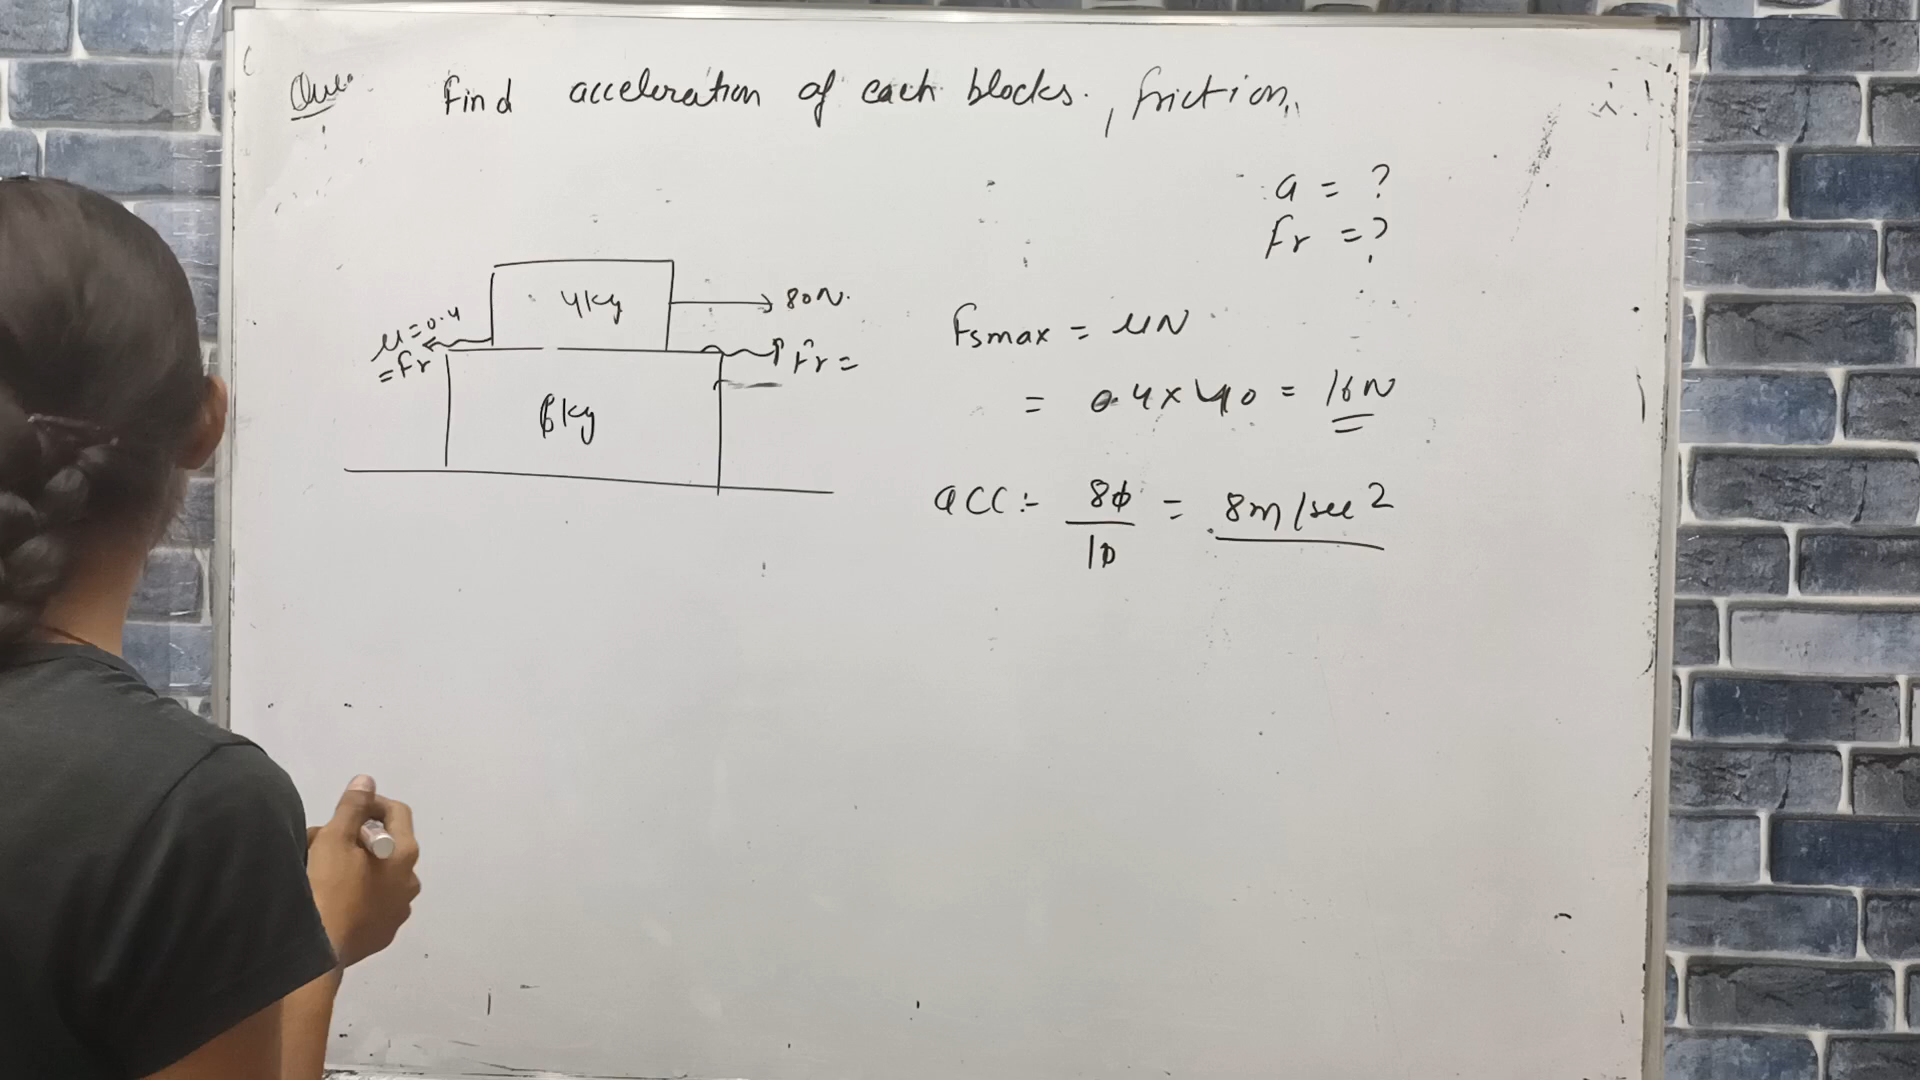 Que. Find acceleration of each blocks. , friction,,
a = ?
Fr = ?
4kg
80N.
μ=0.4
=Fr
Fr =
6kg
Fsmax = μN
= 0.4 x 40 = 16N
acc :- 80/10 = 8m/sec2